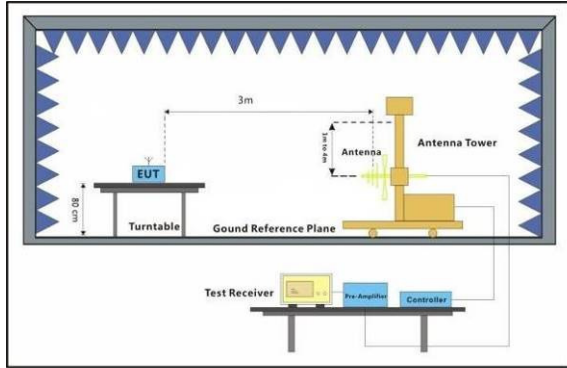 3m
1m to 4m
Antenna
Antenna Tower
EUT
80 cm
Turntable
Gound Reference Plane
Test Receiver
Pre-Amplifier
Controller